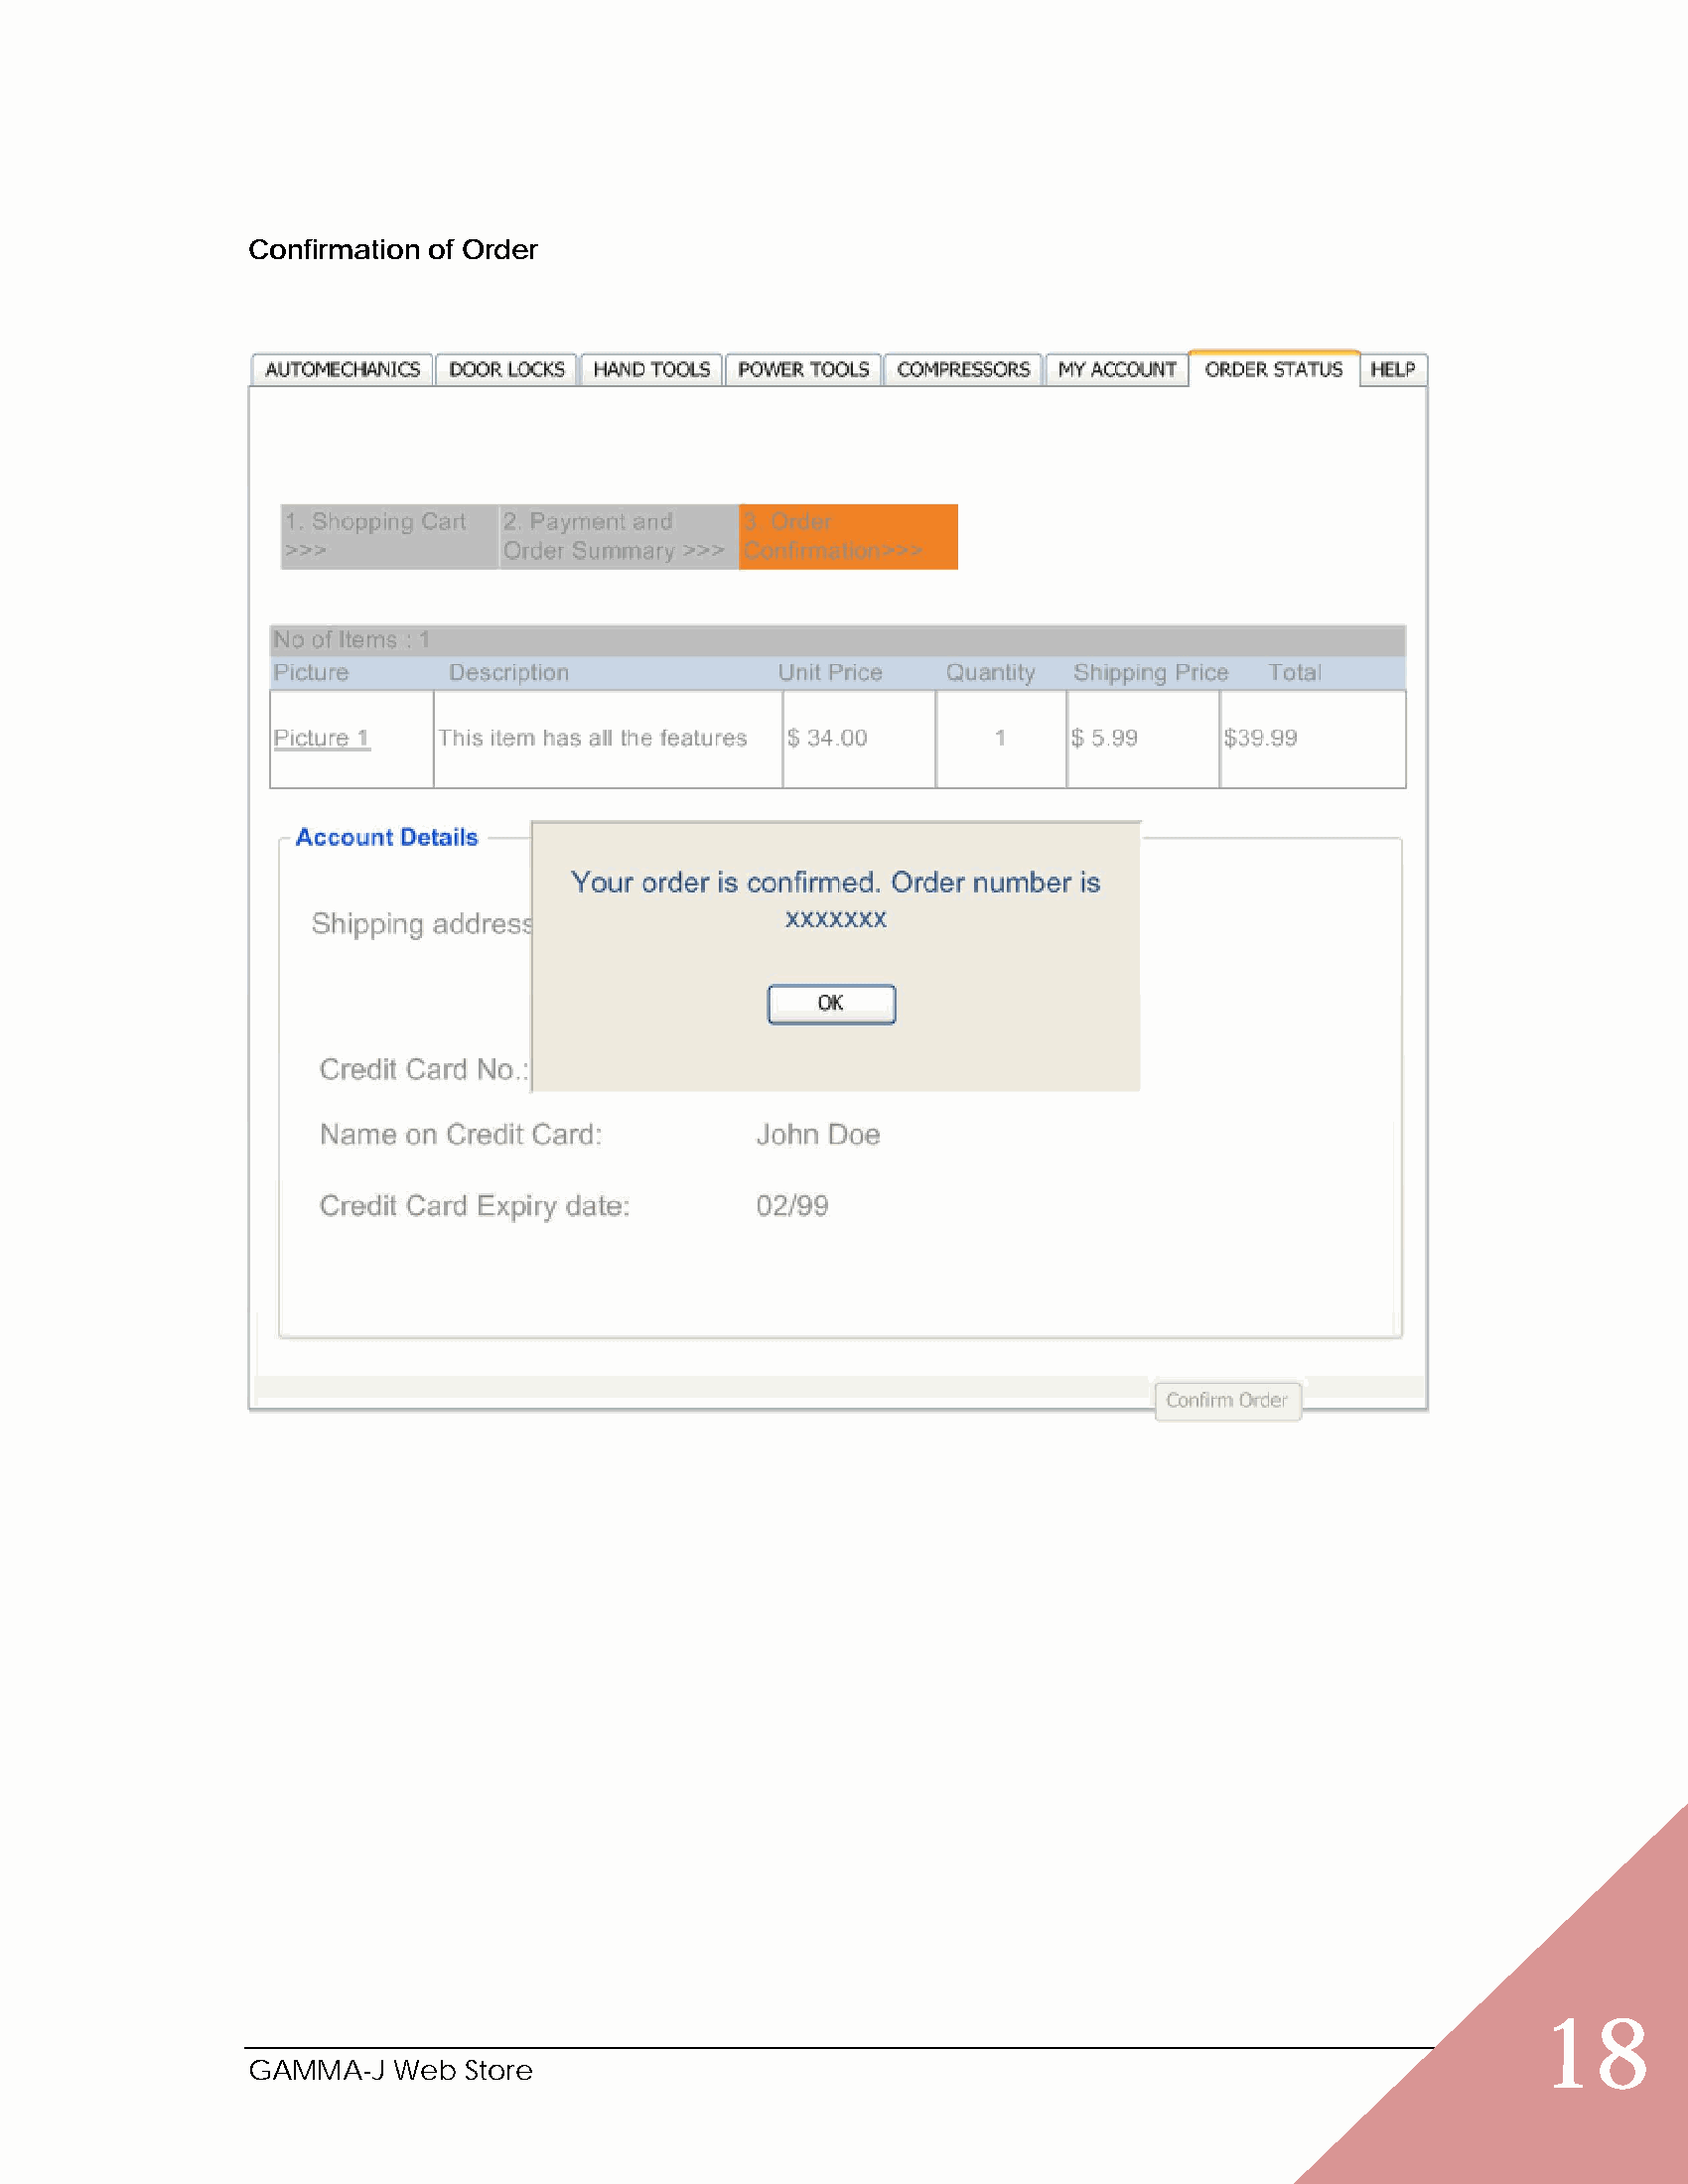 Confirmation of Order
AUTOMECHANICS DOOR LOCKS HAND TOOLS POWER TOOLS COMPRESSORS MY ACCOUNT ORDER STATUS HELP
1. Shopping Cart 2. Payment and 3. Order
>>> Order Summary >>> Confirmation>>>
No of Items : 1
Picture Description Unit Price Quantity Shipping Price Total
Picture 1 This item has all the features $ 34.00 1 $ 5.99 $39.99
Account Details
Your order is confirmed. Order number is
xxxxxxx
Shipping address
OK
Credit Card No.:
Name on Credit Card: John Doe
Credit Card Expiry date: 02/99
Confirm Order
GAMMA-J Web Store
18